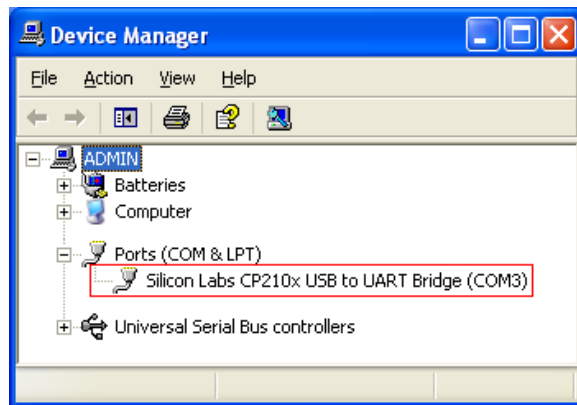 Device Manager
File Action View Help
ADMIN
Batteries
Computer
Ports (COM & LPT)
Silicon Labs CP210x USB to UART Bridge (COM3)
Universal Serial Bus controllers